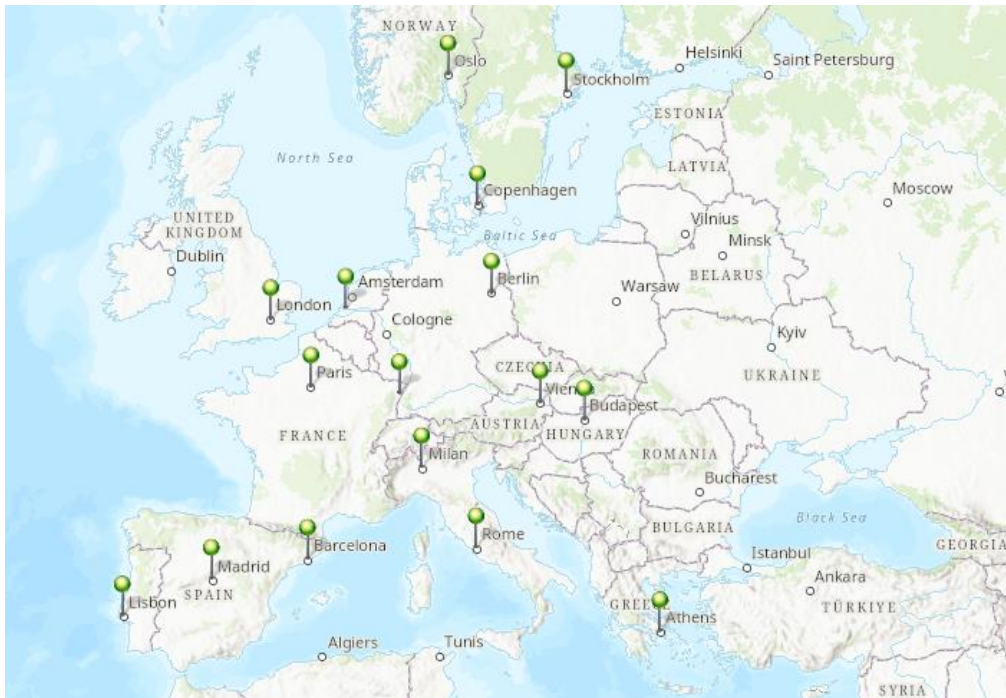 NORWAY
Oslo
Helsinki
Saint Petersburg
Stockholm
ESTONIA
North Sea
LATVIA
Copenhagen
Moscow
UNITED
KINGDOM
Vilnius
Baltic Sea
Minsk
Dublin
BELARUS
Amsterdam
Berlin
Warsaw
London
Cologne
Kyiv
Paris
CZECHIA
UKRAINE
Vienna
Budapest
FRANCE
AUSTRIA
HUNGARY
Milan
ROMANIA
Bucharest
Black Sea
BULGARIA
Rome
Barcelona
GEORGIA
Istanbul
Madrid
Ankara
SPAIN
Lisbon
GREECE
TÜRKIYE
Athens
Algiers
Tunis
SYRIA